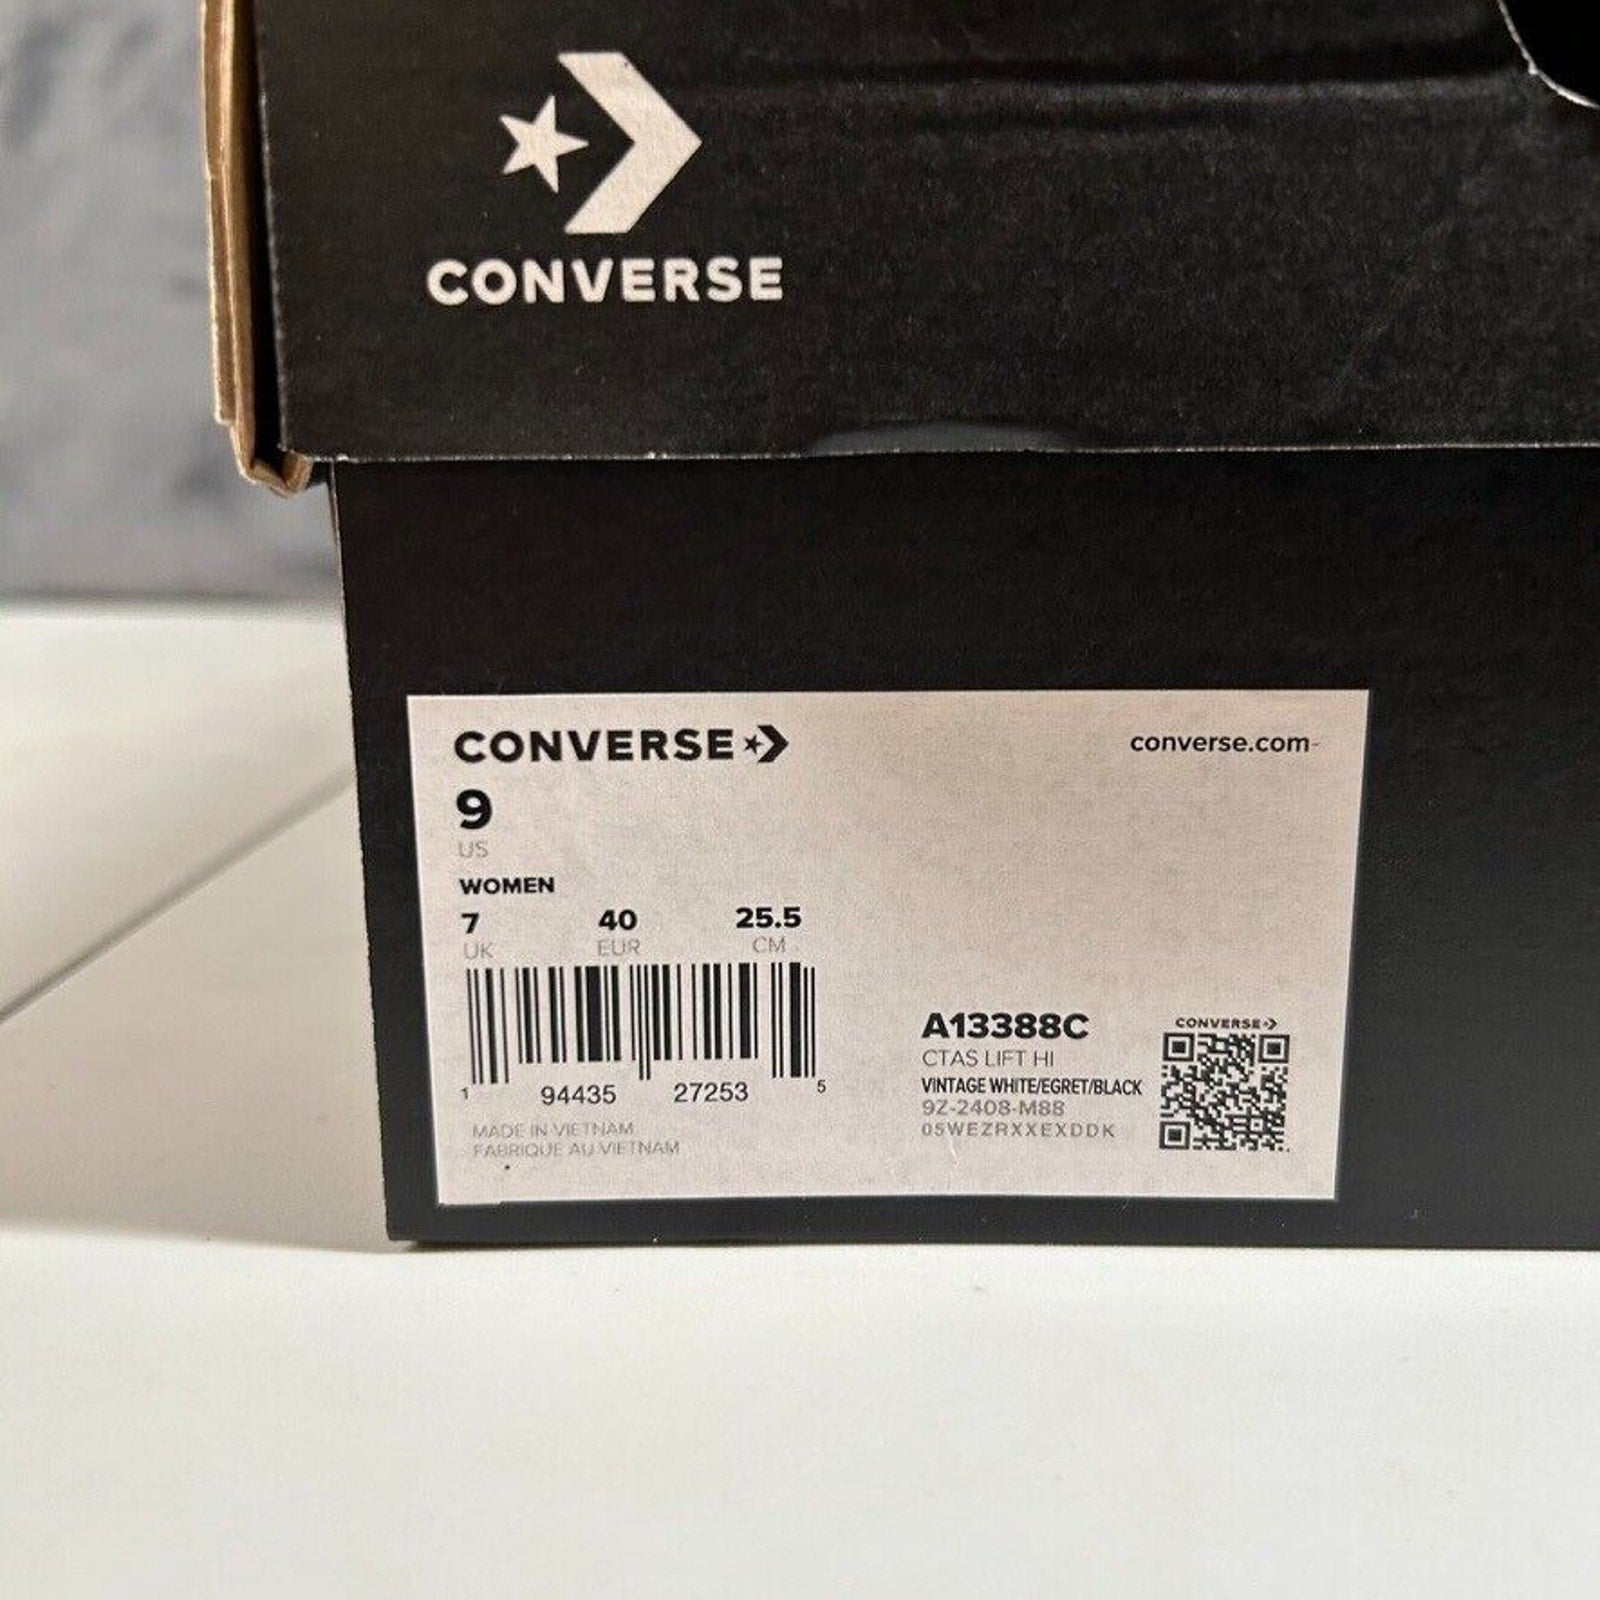 CONVERSE
CONVERSE
converse.com
9
US
WOMEN
7 40 25.5
UK EUR CM
1 94435 27253 5
MADE IN VIETNAM
FABRIQUE AU VIETNAM
A13388C
CTAS LIFT HI
VINTAGE WHITE/EGRET/BLACK
9Z-2408-M88
05WEZRXXEXDDK
CONVERSE